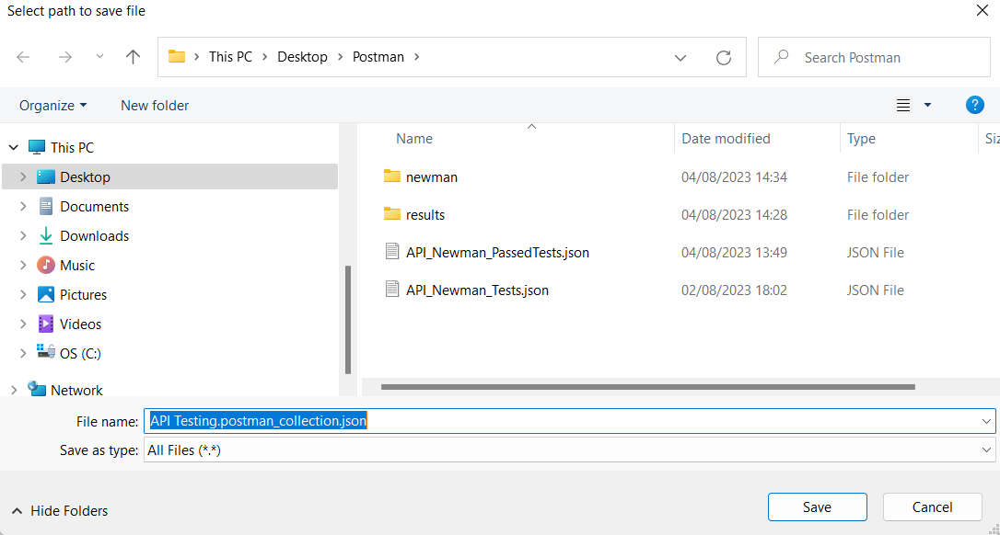 Select path to save file
This PC Desktop Postman
Search Postman
Organize New folder
?
Name Date modified Type Siz
This PC
Desktop
Documents
Downloads
Music
Pictures
Videos
OS (C:)
Network
newman 04/08/2023 14:34 File folder
results 04/08/2023 14:28 File folder
API_Newman_PassedTests.json 04/08/2023 13:49 JSON File
API_Newman_Tests.json 02/08/2023 18:02 JSON File
File name: API Testing.postman_collection.json
Save as type: All Files (*.*)
Hide Folders Save Cancel